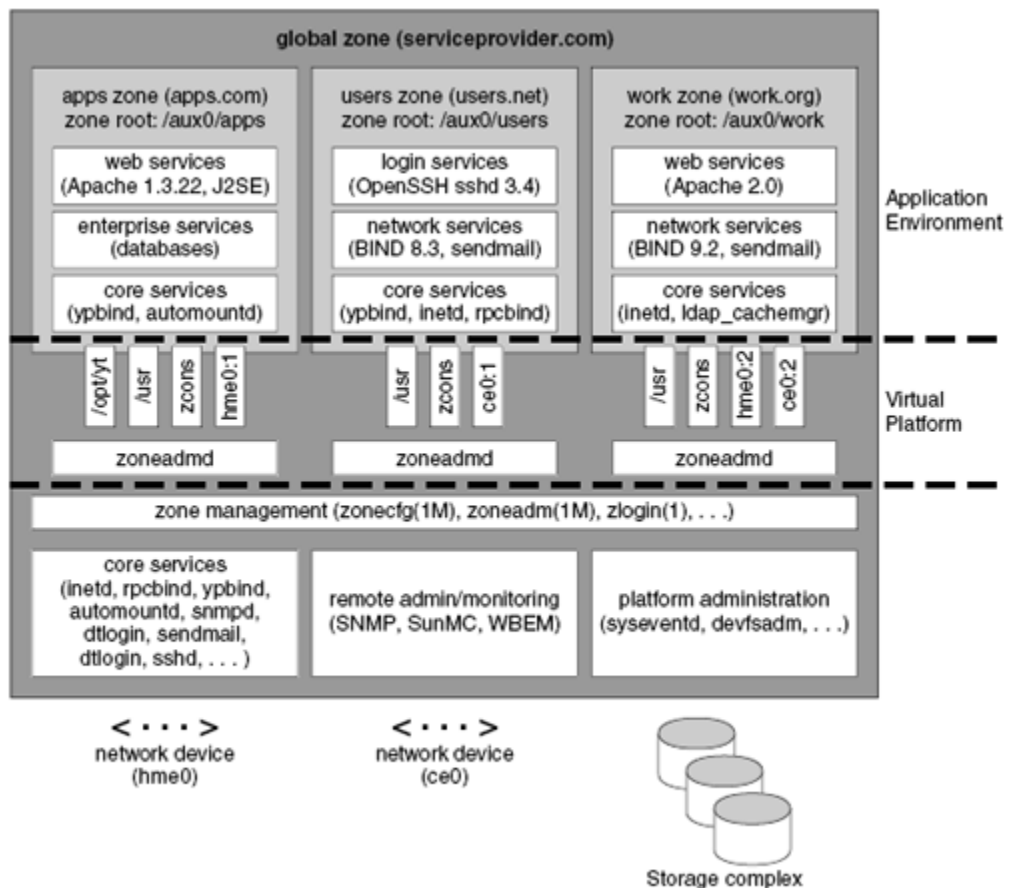 global zone (serviceprovider.com)
apps zone (apps.com)
zone root: /aux0/apps
web services
(Apache 1.3.22, J2SE)
enterprise services
(databases)
core services
(ypbind, automountd)
users zone (users.net)
zone root: /aux0/users
login services
(OpenSSH sshd 3.4)
network services
(BIND 8.3, sendmail)
core services
(ypbind, inetd, rpcbind)
work zone (work.org)
zone root: /aux0/work
web services
(Apache 2.0)
network services
(BIND 9.2, sendmail)
core services
(inetd, ldap_cachemgr)
Application
Environment
/opt/yt
/usr
zcons
hme0:1
/usr
zcons
ce0:1
/usr
zcons
hme0:2
ce0:2
Virtual
Platform
zoneadmd
zoneadmd
zoneadmd
zone management (zonecfg(1M), zoneadm(1M), zlogin(1), . . .)
core services
(inetd, rpcbind, ypbind,
automountd, snmpd,
dtlogin, sendmail,
dtlogin, sshd, . . . )
remote admin/monitoring
(SNMP, SunMC, WBEM)
platform administration
(syseventd, devfsadm, . . .)
<· · ·>
network device
(hme0)
<· · ·>
network device
(ce0)
Storage complex